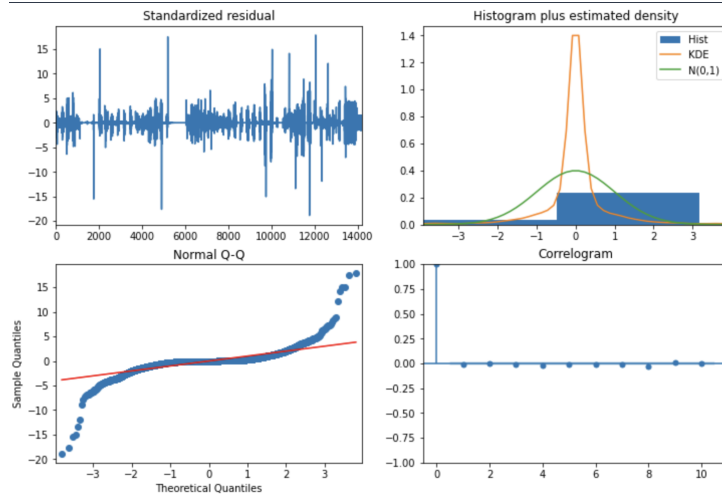 Standardized residual
15
10
5
0
−5
−10
−15
−20
0 2000 4000 6000 8000 10000 12000 14000
Histogram plus estimated density
1.4
1.2
1.0
0.8
0.6
0.4
0.2
0.0
Hist
KDE
N(0,1)
−3 −2 −1 0 1 2 3
Normal Q-Q
Sample Quantiles
15
10
5
0
−5
−10
−15
−20
−3 −2 −1 0 1 2 3
Theoretical Quantiles
Correlogram
1.00
0.75
0.50
0.25
0.00
−0.25
−0.50
−0.75
−1.00
0 2 4 6 8 10